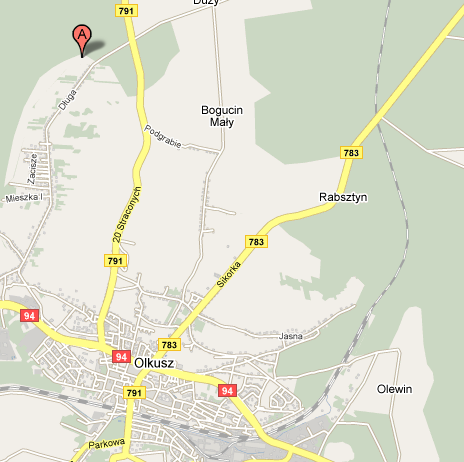 Duży
791
A
Długa
Bogucin
Mały
Podgrabie
783
Zacisze
Mieszka I
Rabsztyn
20 Straconych
783
791
Sikorka
94
Jasna
783
94
Olkusz
94
791
Olewin
Parkowa